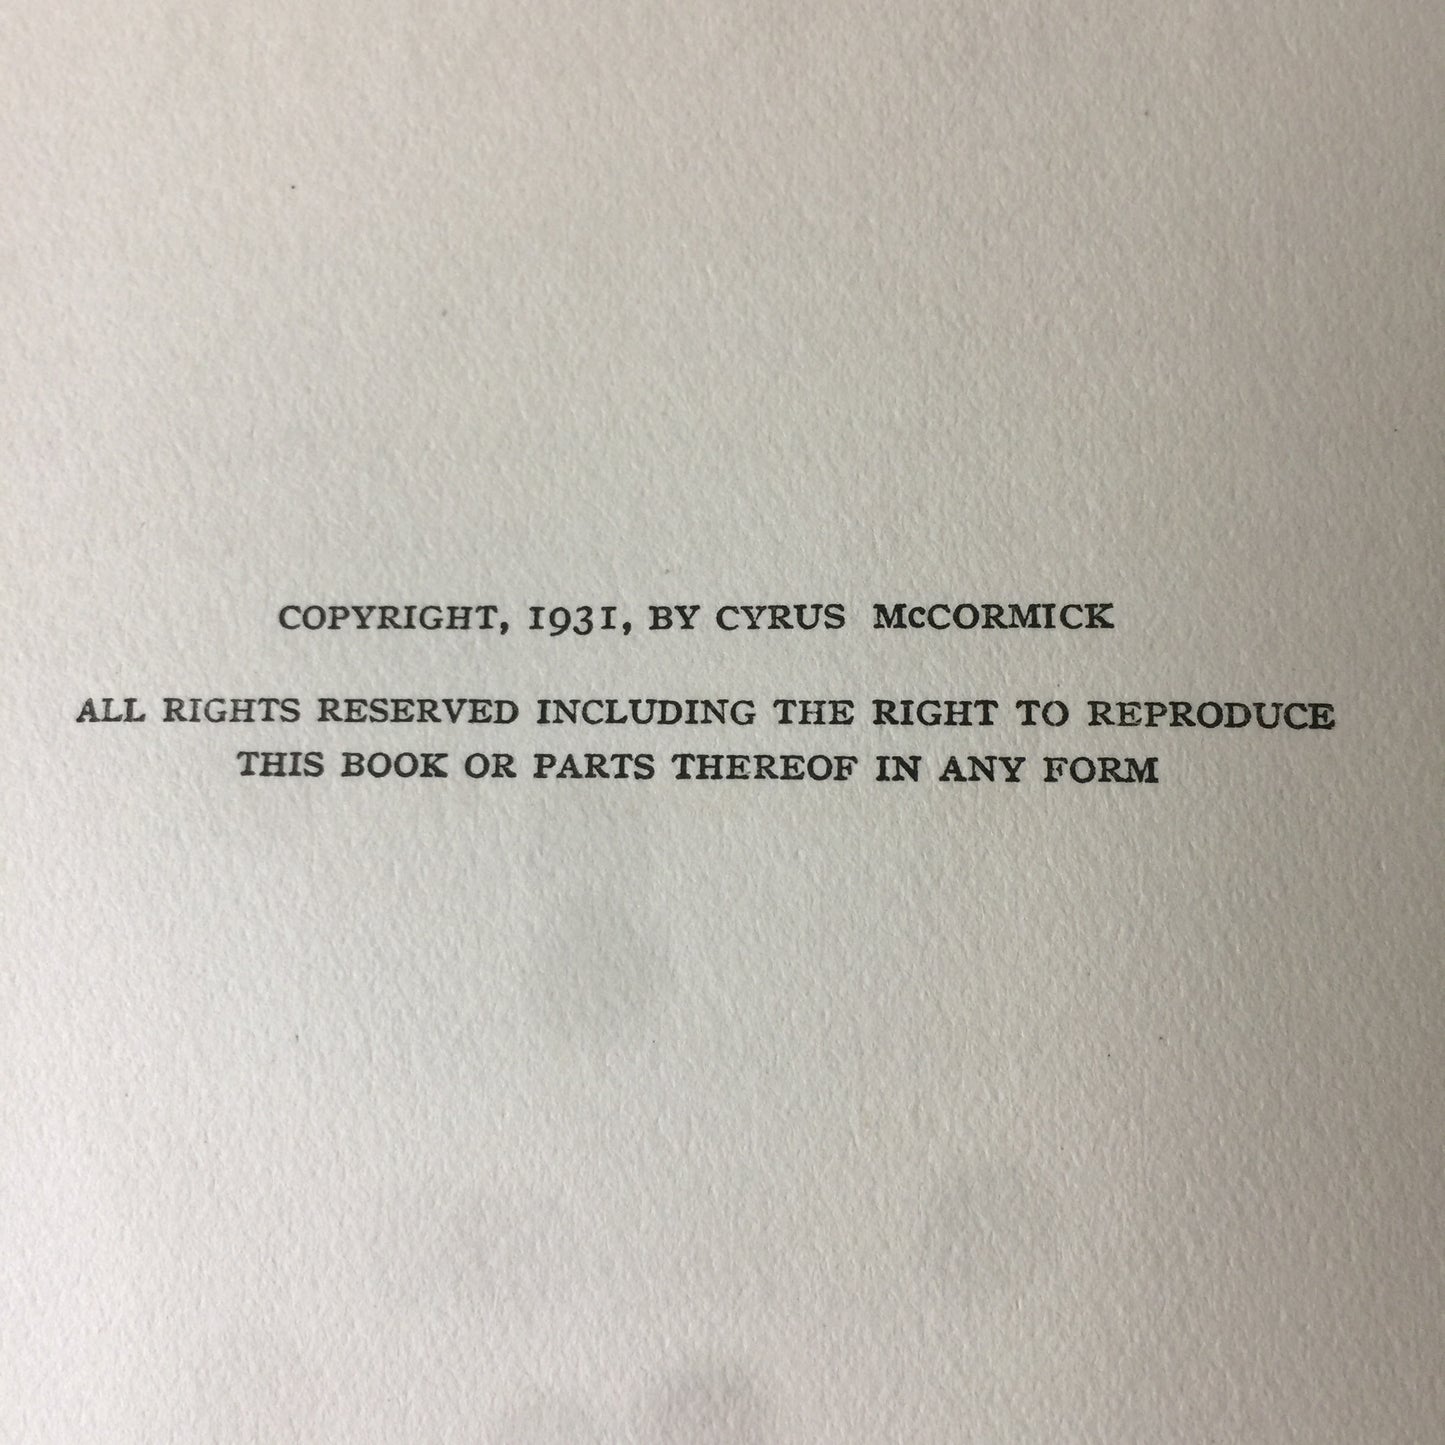 COPYRIGHT, 1931, BY CYRUS McCORMICK
ALL RIGHTS RESERVED INCLUDING THE RIGHT TO REPRODUCE
THIS BOOK OR PARTS THEREOF IN ANY FORM